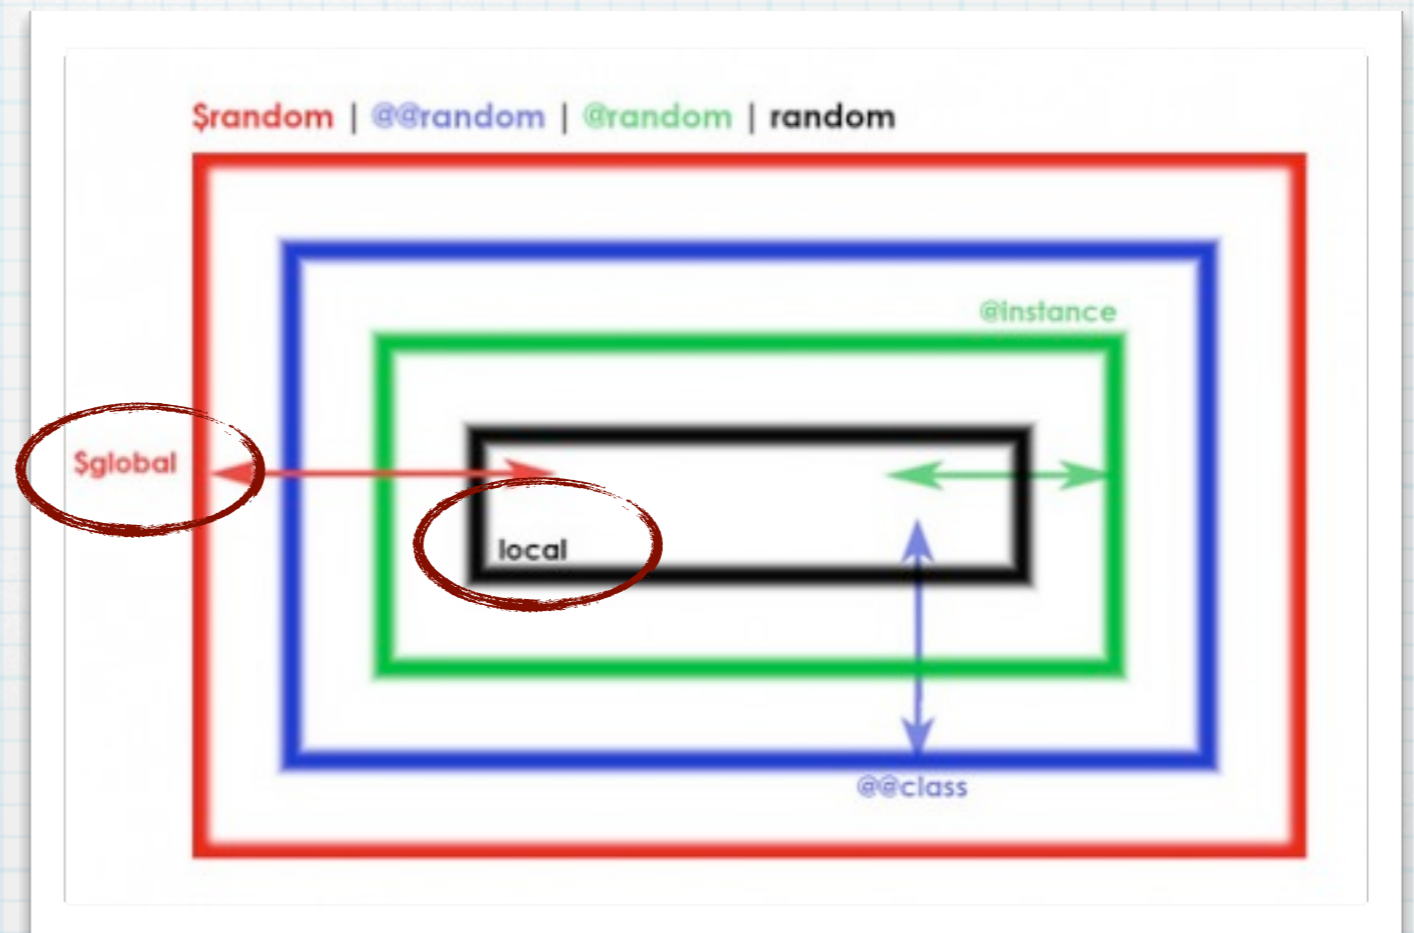 $random | @@random | @random | random
@instance
$global
local
@@class